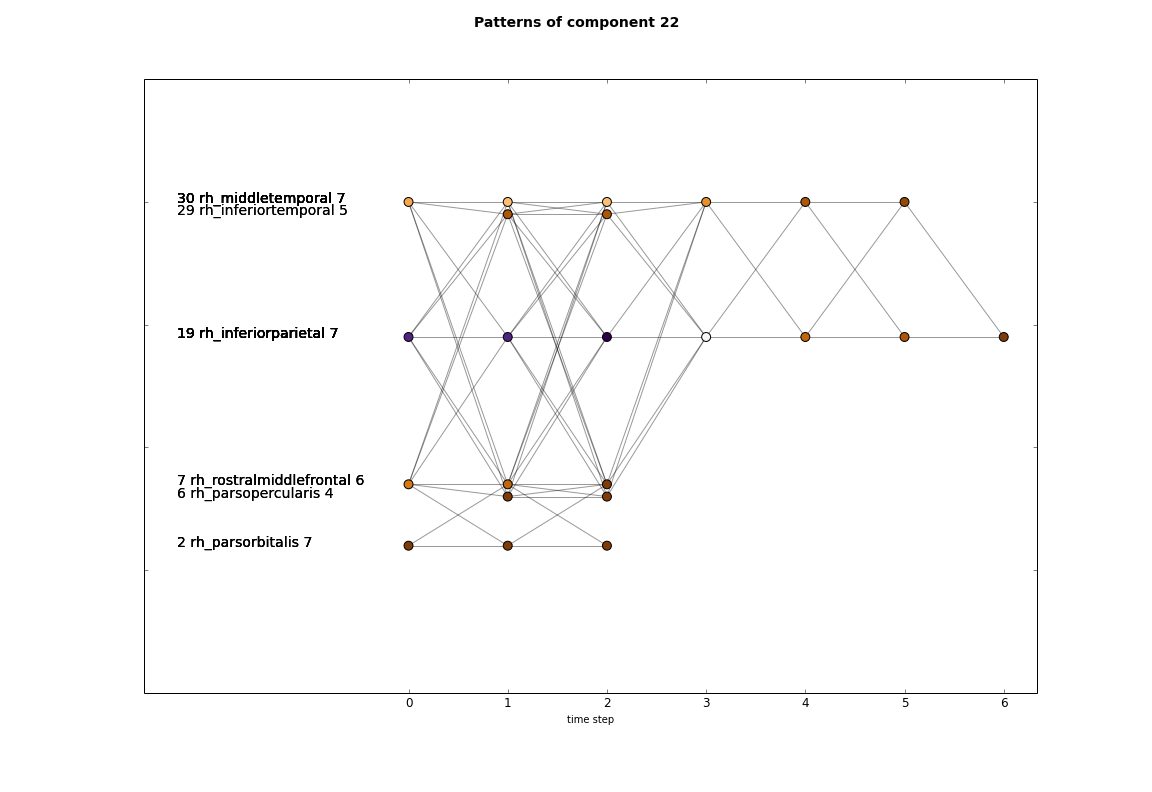 Patterns of component 22
30 rh_middletemporal 7
29 rh_inferiortemporal 5
19 rh_inferiorparietal 7
7 rh_rostralmiddlefrontal 6
6 rh_parsopercularis 4
2 rh_parsorbitalis 7
0 1 2 3 4 5 6
time step